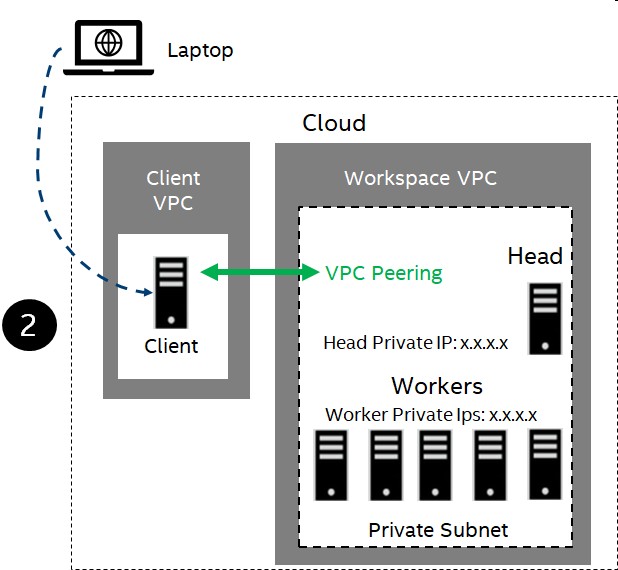 Laptop
Cloud
Client
VPC
Workspace VPC
Head
VPC Peering
2
Client
Head Private IP: x.x.x.x
Workers
Worker Private Ips: x.x.x.x
Private Subnet